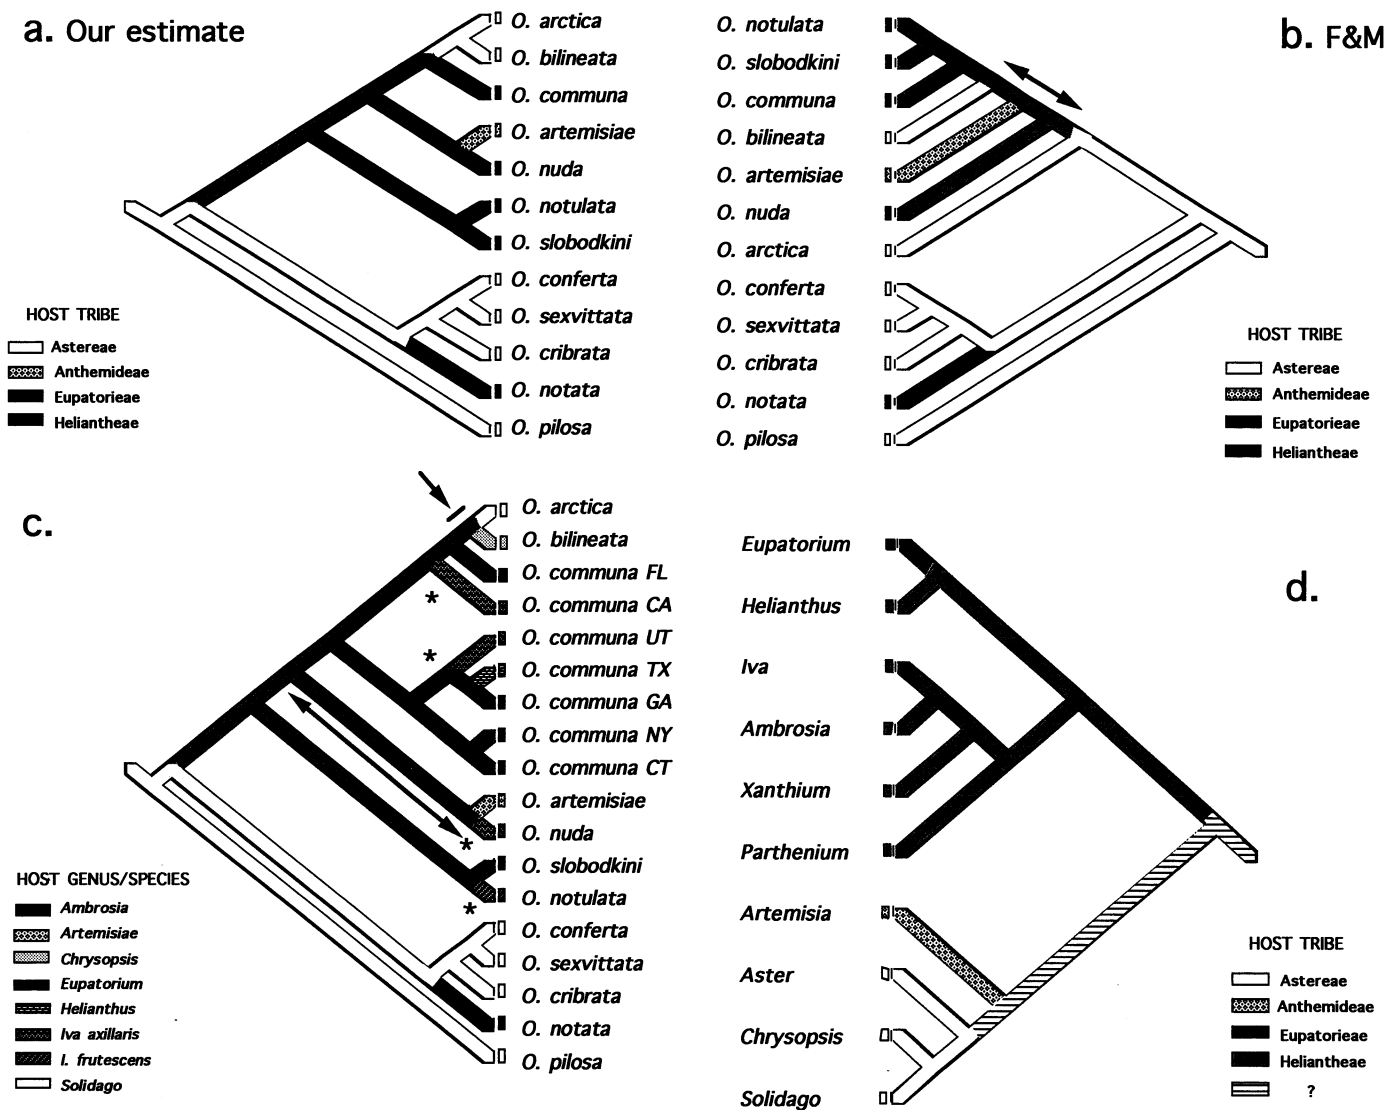 a. Our estimate
O. arctica
O. bilineata
O. communa
O. artemisiae
O. nuda
O. notulata
O. slobodkini
O. conferta
O. sexvittata
O. cribrata
O. notata
O. pilosa
HOST TRIBE
Astereae
Anthemideae
Eupatorieae
Heliantheae
b. F&M
O. notulata
O. slobodkini
O. communa
O. bilineata
O. artemisiae
O. nuda
O. arctica
O. conferta
O. sexvittata
O. cribrata
O. notata
O. pilosa
HOST TRIBE
Astereae
Anthemideae
Eupatorieae
Heliantheae
c.
O. arctica
O. bilineata
O. communa FL
O. communa CA
O. communa UT
O. communa TX
O. communa GA
O. communa NY
O. communa CT
O. artemisiae
O. nuda
O. slobodkini
O. notulata
O. conferta
O. sexvittata
O. cribrata
O. notata
O. pilosa
*
*
*
*
HOST GENUS/SPECIES
Ambrosia
Artemisiae
Chrysopsis
Eupatorium
Helianthus
Iva axillaris
I. frutescens
Solidago
d.
Eupatorium
Helianthus
Iva
Ambrosia
Xanthium
Parthenium
Artemisia
Aster
Chrysopsis
Solidago
HOST TRIBE
Astereae
Anthemideae
Eupatorieae
Heliantheae
?